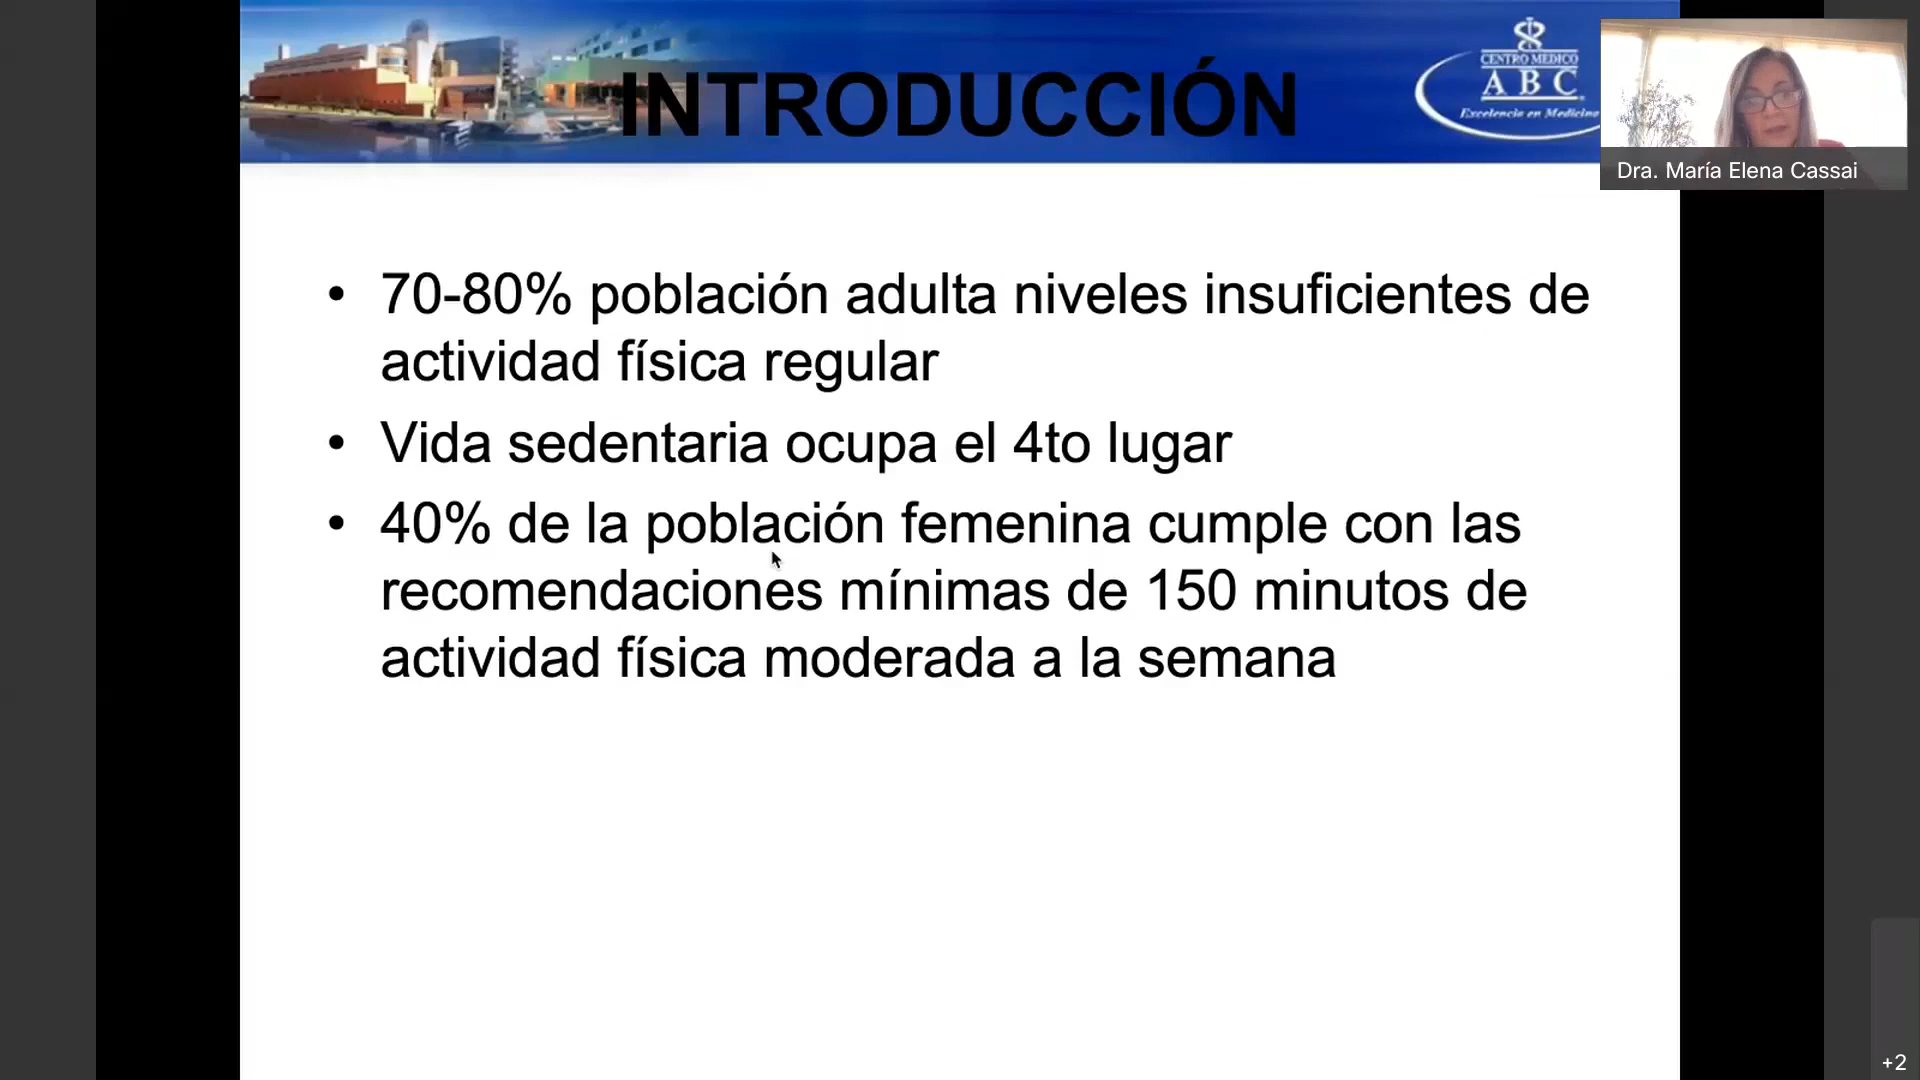 INTRODUCCIÓN
CENTRO MEDICO
ABC
Excelencia en Medicina
Dra. María Elena Cassai
• 70-80% población adulta niveles insuficientes de
actividad física regular
• Vida sedentaria ocupa el 4to lugar
• 40% de la población femenina cumple con las
recomendaciones mínimas de 150 minutos de
actividad física moderada a la semana
+2